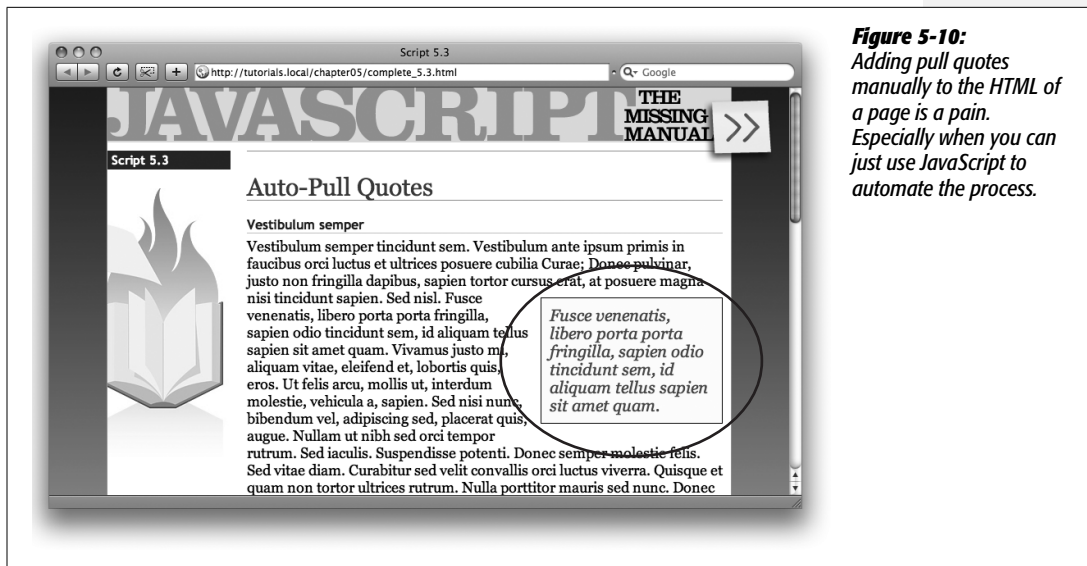 Script 5.3
http://tutorials.local/chapter05/complete_5.3.html
Google
JAVASCRIPT
THE
MISSING
MANUAL
>>
Script 5.3
Auto-Pull Quotes
Vestibulum semper
Vestibulum semper tincidunt sem. Vestibulum ante ipsum primis in
faucibus orci luctus et ultrices posuere cubilia Curae; Donec pulvinar,
justo non fringilla dapibus, sapien tortor cursus erat, at posuere magna
nisi tincidunt sapien. Sed nisl. Fusce
venenatis, libero porta porta fringilla,
sapien odio tincidunt sem, id aliquam tellus
sapien sit amet quam. Vivamus justo mi,
aliquam vitae, eleifend et, lobortis quis,
eros. Ut felis arcu, mollis ut, interdum
molestie, vehicula a, sapien. Sed nisi nunc,
bibendum vel, adipiscing sed, placerat quis,
augue. Nullam ut nibh sed orci tempor
rutrum. Sed iaculis. Suspendisse potenti. Donec semper molestie felis.
Sed vitae diam. Curabitur sed velit convallis orci luctus viverra. Quisque et
quam non tortor ultrices rutrum. Nulla porttitor mauris sed nunc. Donec
Fusce venenatis,
libero porta porta
fringilla, sapien odio
tincidunt sem, id
aliquam tellus sapien
sit amet quam.
Figure 5-10:
Adding pull quotes
manually to the HTML of
a page is a pain.
Especially when you can
just use JavaScript to
automate the process.